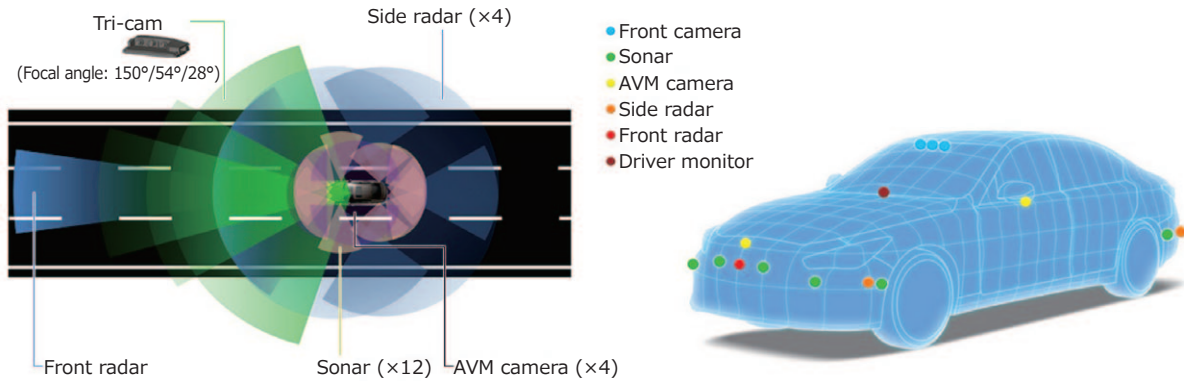 Tri-cam
(Focal angle: 150°/54°/28°)
Side radar (×4)
Front radar
Sonar (×12)
AVM camera (×4)
Front camera
Sonar
AVM camera
Side radar
Front radar
Driver monitor